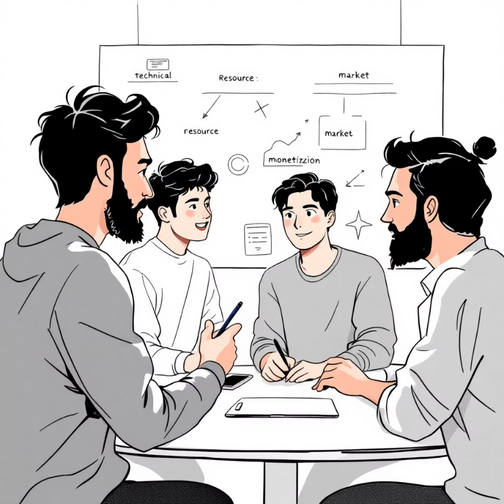 technical
Resource:
market
resource
market
monetizzion